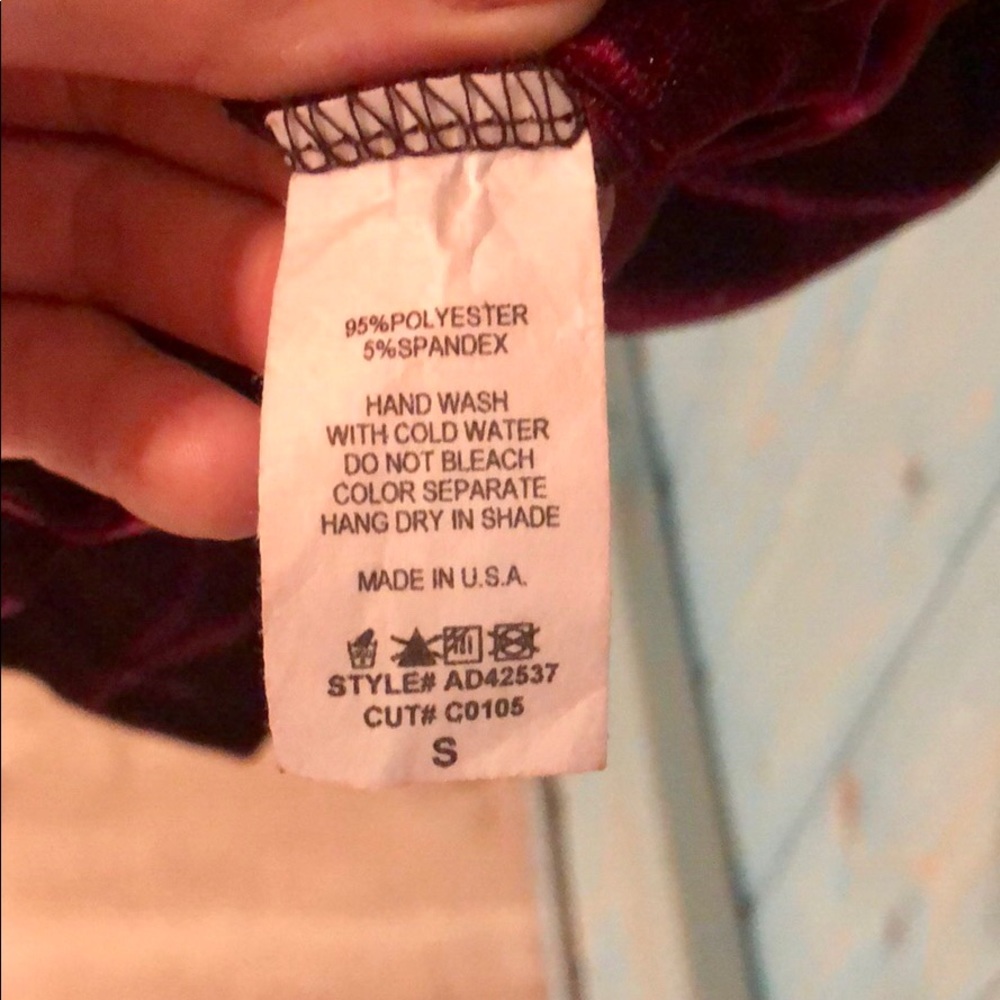 95%POLYESTER
5%SPANDEX
HAND WASH
WITH COLD WATER
DO NOT BLEACH
COLOR SEPARATE
HANG DRY IN SHADE
MADE IN U.S.A.
STYLE# AD42537
CUT# C0105
S